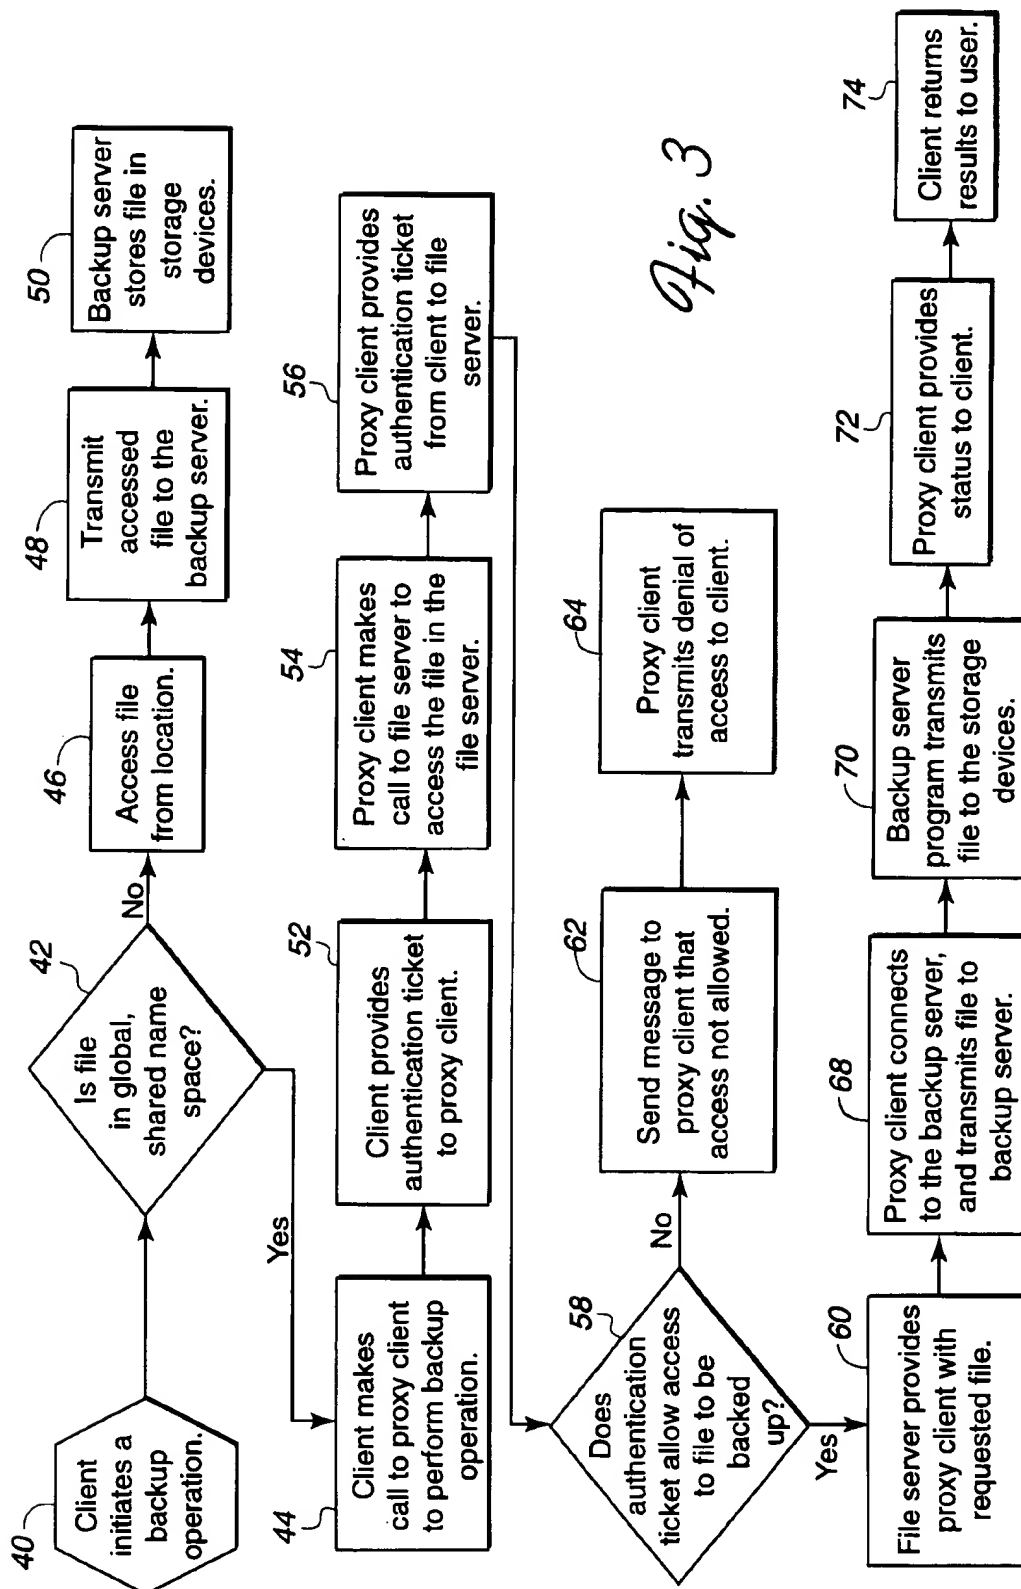 40
Client
initiates a
backup
operation.
42
Is file
in global,
shared name
space?
No
Yes
46
Access file
from location.
48
Transmit
accessed
file to the
backup server.
50
Backup server
stores file in
storage
devices.
44
Client makes
call to proxy client
to perform backup
operation.
52
Client provides
authentication ticket
to proxy client.
54
Proxy client makes
call to file server to
access the file in the
file server.
56
Proxy client provides
authentication ticket
from client to file
server.
58
Does
authentication
ticket allow access
to file to be
backed
up?
No
Yes
62
Send message to
proxy client that
access not allowed.
64
Proxy client
transmits denial of
access to client.
Fig. 3
60
File server provides
proxy client with
requested file.
68
Proxy client connects
to the backup server,
and transmits file to
backup server.
70
Backup server
program transmits
file to the storage
devices.
72
Proxy client provides
status to client.
74
Client returns
results to user.